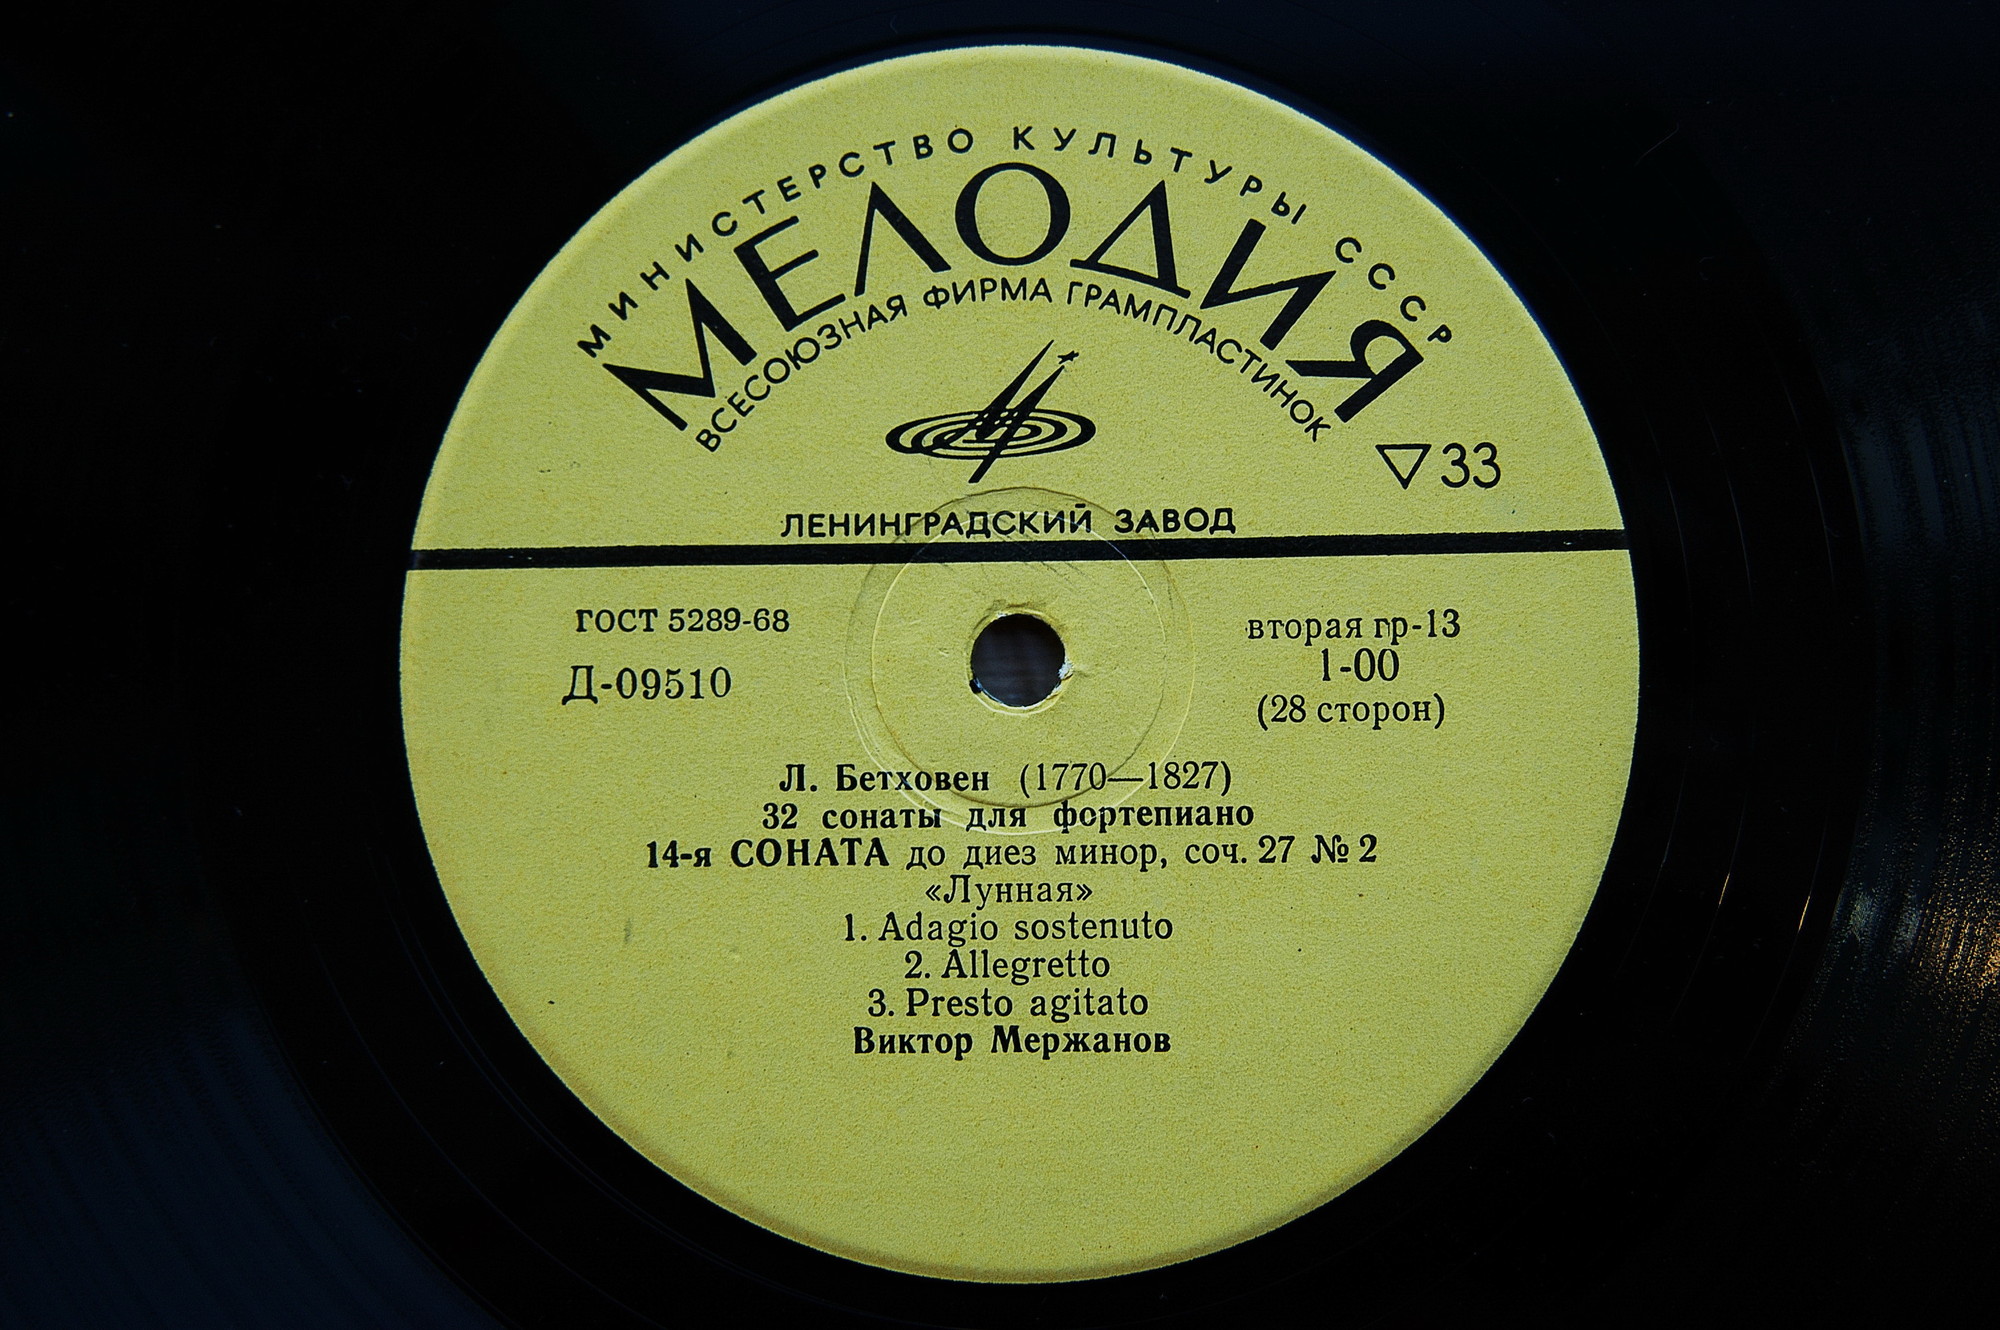 МИНИСТЕРСТВО КУЛЬТУРЫ СССР
МЕЛОДИЯ
ВСЕСОЮЗНАЯ ФИРМА ГРАМПЛАСТИНОК
33
ЛЕНИНГРАДСКИЙ ЗАВОД
ГОСТ 5289-68
Д-09510
вторая гр-13
1-00
(28 сторон)
Л. Бетховен (1770—1827)
32 сонаты для фортепиано
14-я СОНАТА до диез минор, соч. 27 № 2
«Лунная»
1. Adagio sostenuto
2. Allegretto
3. Presto agitato
Виктор Мержанов